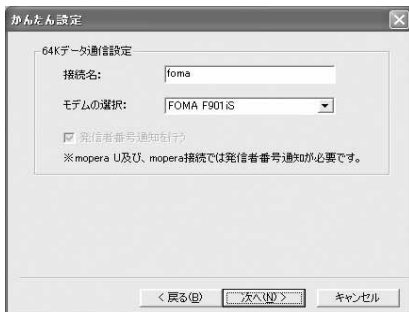 かんたん設定
64Kデータ通信設定
接続名: foma
モデムの選択: FOMA F901iS
発信者番号通知を行う
※mopera U及び、mopera接続では発信者番号通知が必要です。
< 戻る(B) 次へ(N) > キャンセル